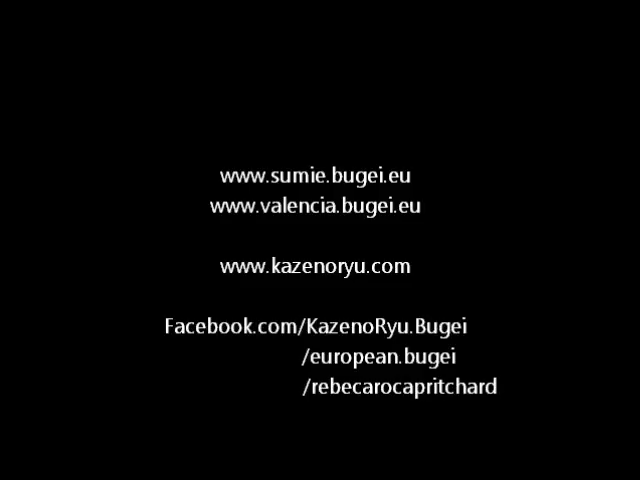 www.sumie.bugei.eu
www.valencia.bugei.eu
www.kazenoryu.com
Facebook.com/KazenoRyu.Bugei
/european.bugei
/rebecarocapritchard